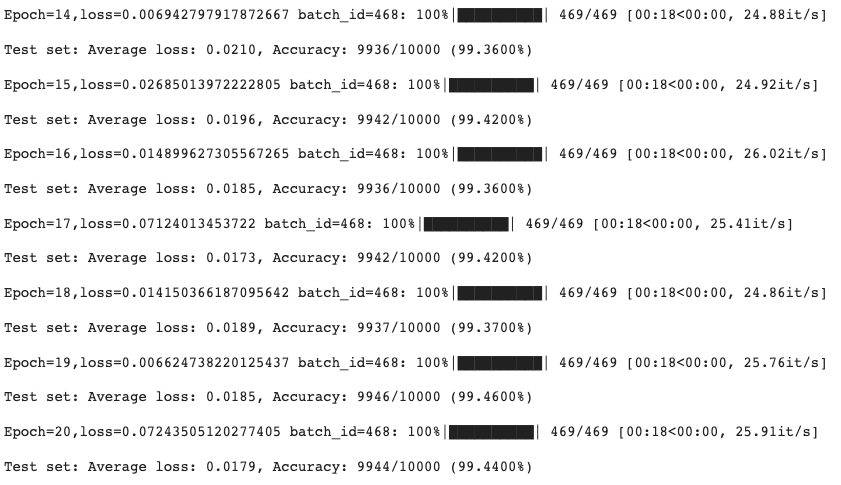 Epoch=14,loss=0.006942797917872667 batch_id=468: 100%|██████████| 469/469 [00:18<00:00, 24.88it/s]
Test set: Average loss: 0.0210, Accuracy: 9936/10000 (99.3600%)
Epoch=15,loss=0.02685013972222805 batch_id=468: 100%|██████████| 469/469 [00:18<00:00, 24.92it/s]
Test set: Average loss: 0.0196, Accuracy: 9942/10000 (99.4200%)
Epoch=16,loss=0.014899627305567265 batch_id=468: 100%|██████████| 469/469 [00:18<00:00, 26.02it/s]
Test set: Average loss: 0.0185, Accuracy: 9936/10000 (99.3600%)
Epoch=17,loss=0.07124013453722 batch_id=468: 100%|██████████| 469/469 [00:18<00:00, 25.41it/s]
Test set: Average loss: 0.0173, Accuracy: 9942/10000 (99.4200%)
Epoch=18,loss=0.014150366187095642 batch_id=468: 100%|██████████| 469/469 [00:18<00:00, 24.86it/s]
Test set: Average loss: 0.0189, Accuracy: 9937/10000 (99.3700%)
Epoch=19,loss=0.006624738220125437 batch_id=468: 100%|██████████| 469/469 [00:18<00:00, 25.76it/s]
Test set: Average loss: 0.0185, Accuracy: 9946/10000 (99.4600%)
Epoch=20,loss=0.07243505120277405 batch_id=468: 100%|██████████| 469/469 [00:18<00:00, 25.91it/s]
Test set: Average loss: 0.0179, Accuracy: 9944/10000 (99.4400%)